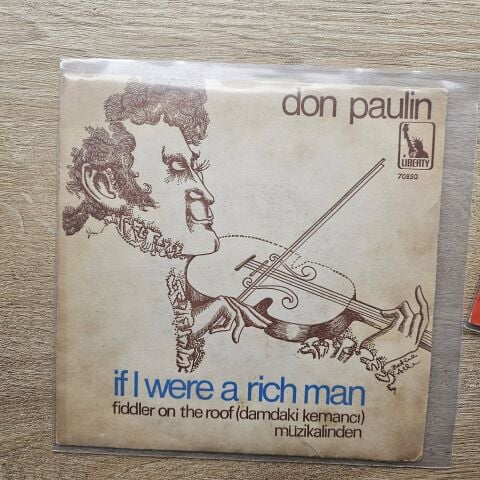 don paulin
LIBERTY
70850
if I were a rich man
fiddler on the roof (damdaki kemancı)
müzikalinden